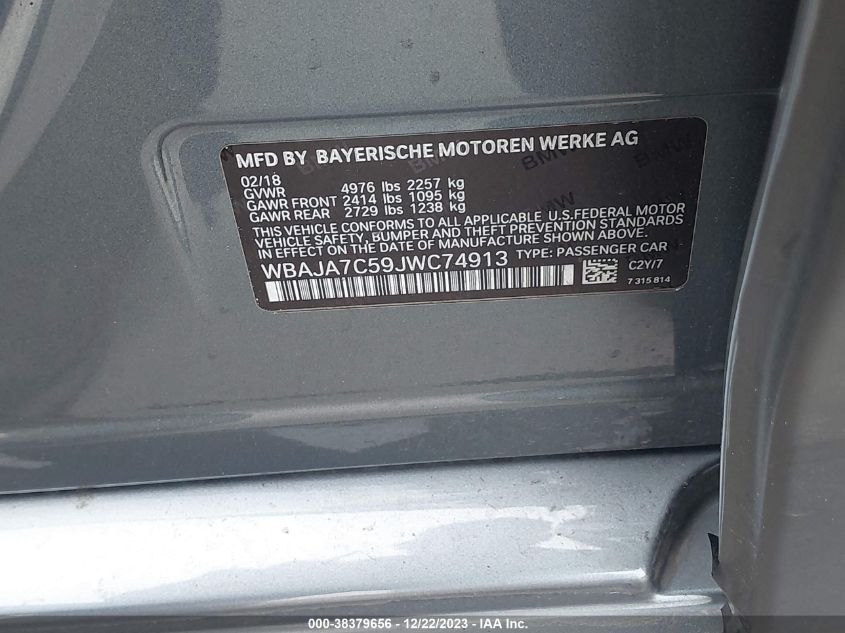 MFD BY BAYERISCHE MOTOREN WERKE AG
02/18
GVWR 4976 lbs 2257 kg
GAWR FRONT 2414 lbs 1095 kg
GAWR REAR 2729 lbs 1238 kg
THIS VEHICLE CONFORMS TO ALL APPLICABLE U.S.FEDERAL MOTOR
VEHICLE SAFETY, BUMPER AND THEFT PREVENTION STANDARDS
IN EFFECT ON THE DATE OF MANUFACTURE SHOWN ABOVE.
WBAJA7C59JWC74913 TYPE: PASSENGER CAR
C2Y/7
7 315 814
000-38379656 - 12/22/2023 - © IAA, Inc.